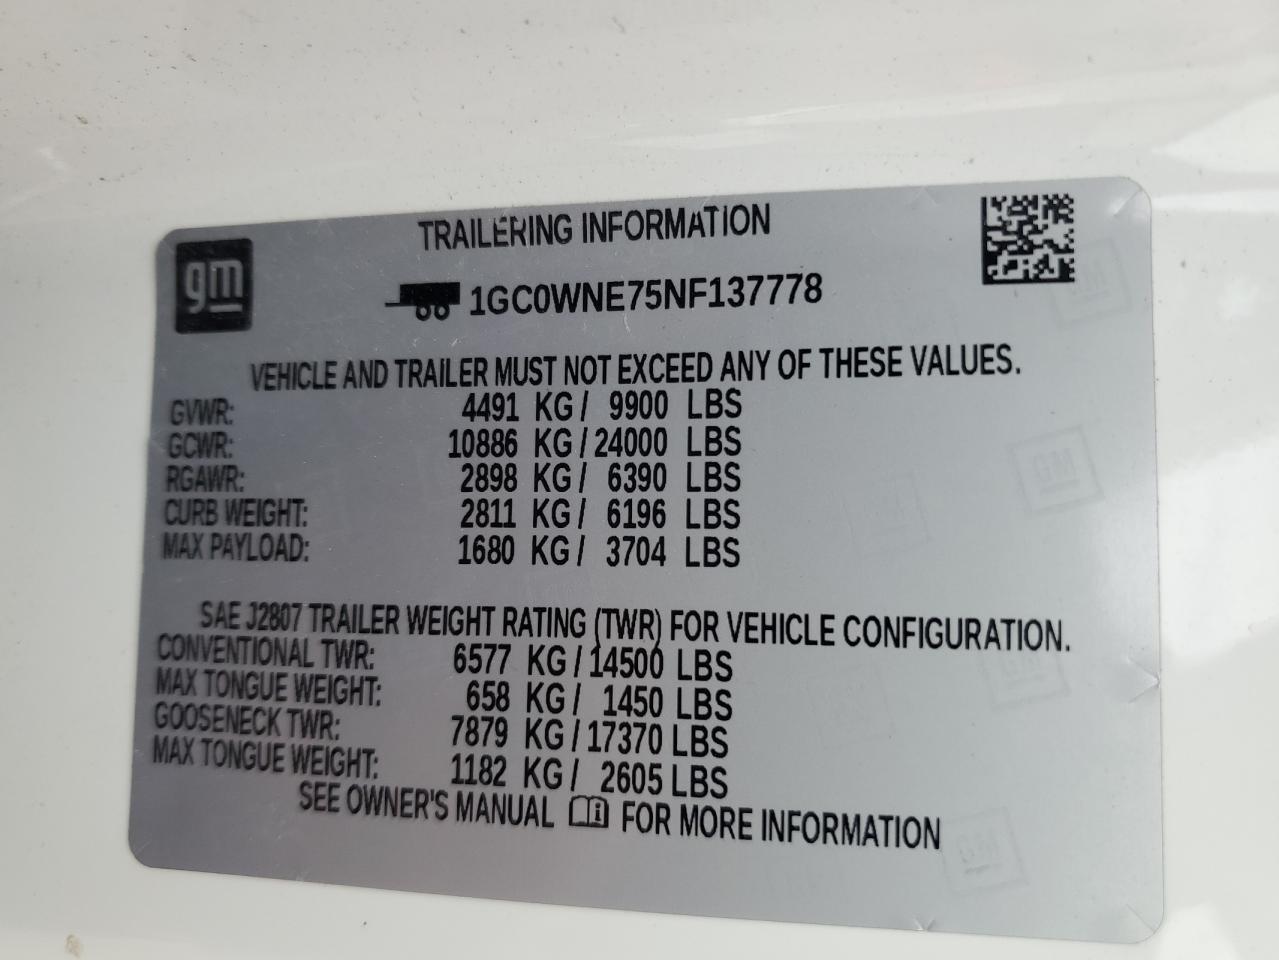 gm
TRAILERING INFORMATION
1GC0WNE75NF137778
VEHICLE AND TRAILER MUST NOT EXCEED ANY OF THESE VALUES.
GVWR: 4491 KG / 9900 LBS
GCWR: 10886 KG / 24000 LBS
RGAWR: 2898 KG / 6390 LBS
CURB WEIGHT: 2811 KG / 6196 LBS
MAX PAYLOAD: 1680 KG / 3704 LBS
SAE J2807 TRAILER WEIGHT RATING (TWR) FOR VEHICLE CONFIGURATION.
CONVENTIONAL TWR: 6577 KG / 14500 LBS
MAX TONGUE WEIGHT: 658 KG / 1450 LBS
GOOSENECK TWR: 7879 KG / 17370 LBS
MAX TONGUE WEIGHT: 1182 KG / 2605 LBS
SEE OWNER'S MANUAL FOR MORE INFORMATION